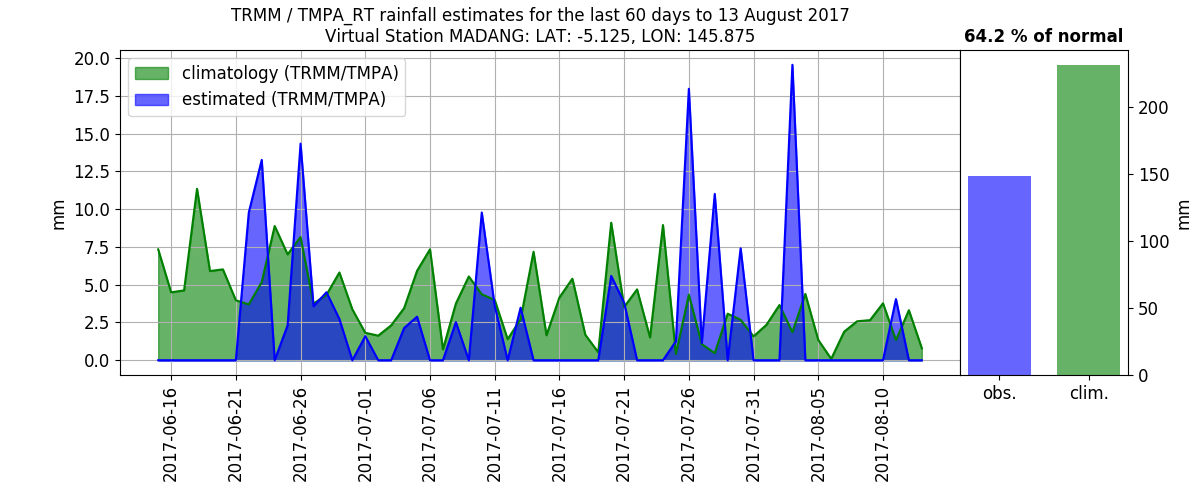 TRMM / TMPA_RT rainfall estimates for the last 60 days to 13 August 2017
Virtual Station MADANG: LAT: -5.125, LON: 145.875
64.2 % of normal
climatology (TRMM/TMPA)
estimated (TRMM/TMPA)
20.0
17.5
15.0
12.5
10.0
7.5
5.0
2.5
0.0
mm
2017-06-16
2017-06-21
2017-06-26
2017-07-01
2017-07-06
2017-07-11
2017-07-16
2017-07-21
2017-07-26
2017-07-31
2017-08-05
2017-08-10
200
150
100
50
0
mm
obs.
clim.